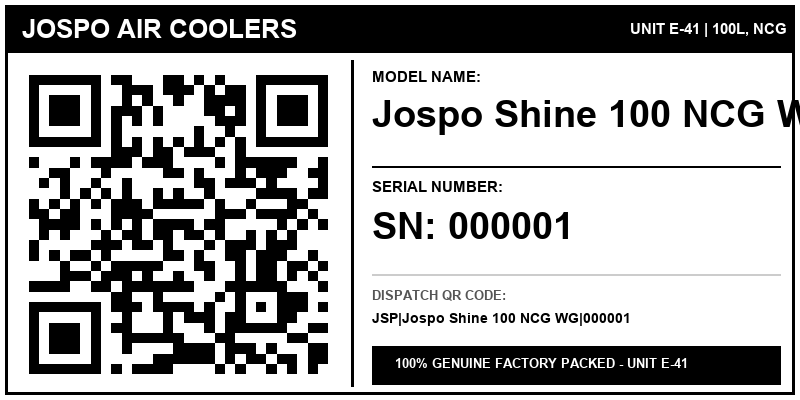 JOSPO AIR COOLERS
UNIT E-41 | 100L, NCG
MODEL NAME:
Jospo Shine 100 NCG
SERIAL NUMBER:
SN: 000001
DISPATCH QR CODE:
JSP|Jospo Shine 100 NCG WG|000001
100% GENUINE FACTORY PACKED - UNIT E-41